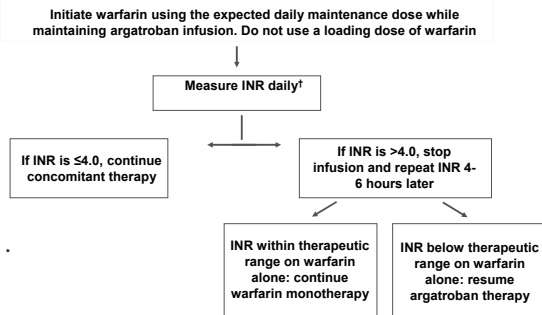 Initiate warfarin using the expected daily maintenance dose while
maintaining argatroban infusion. Do not use a loading dose of warfarin
Measure INR daily†
If INR is ≤4.0, continue
concomitant therapy
If INR is >4.0, stop
infusion and repeat INR 4-
6 hours later
INR within therapeutic
range on warfarin
alone: continue
warfarin monotherapy
INR below therapeutic
range on warfarin
alone: resume
argatroban therapy